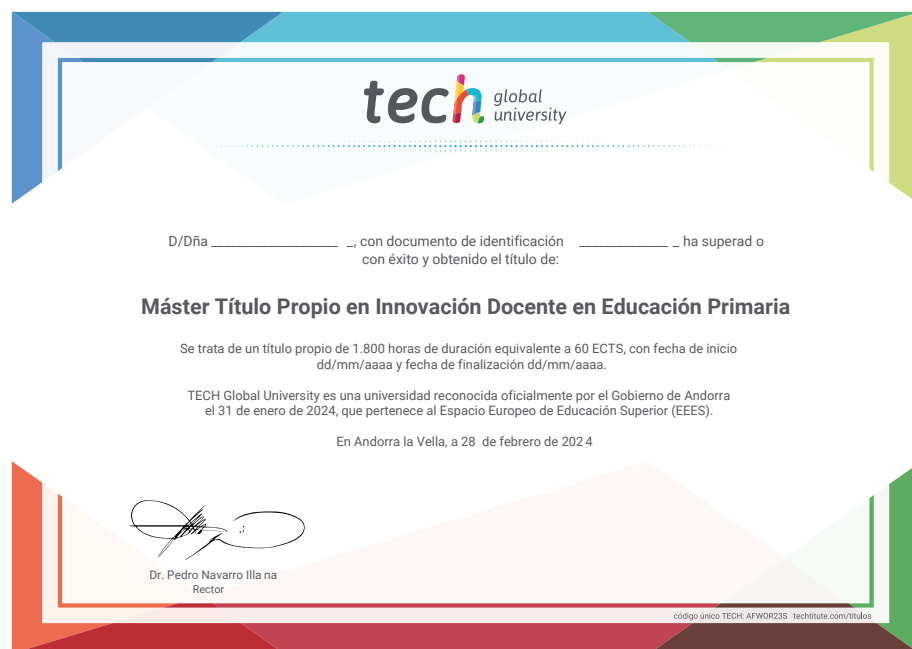 tech global university
D/Dña ____________________ _, con documento de identificación ______________ _ ha superad o
con éxito y obtenido el título de:
Máster Título Propio en Innovación Docente en Educación Primaria
Se trata de un título propio de 1.800 horas de duración equivalente a 60 ECTS, con fecha de inicio
dd/mm/aaaa y fecha de finalización dd/mm/aaaa.
TECH Global University es una universidad reconocida oficialmente por el Gobierno de Andorra
el 31 de enero de 2024, que pertenece al Espacio Europeo de Educación Superior (EEES).
En Andorra la Vella, a 28 de febrero de 2024
Dr. Pedro Navarro Illa na
Rector
código único TECH: AFWOR23S techtitute.com/titulos